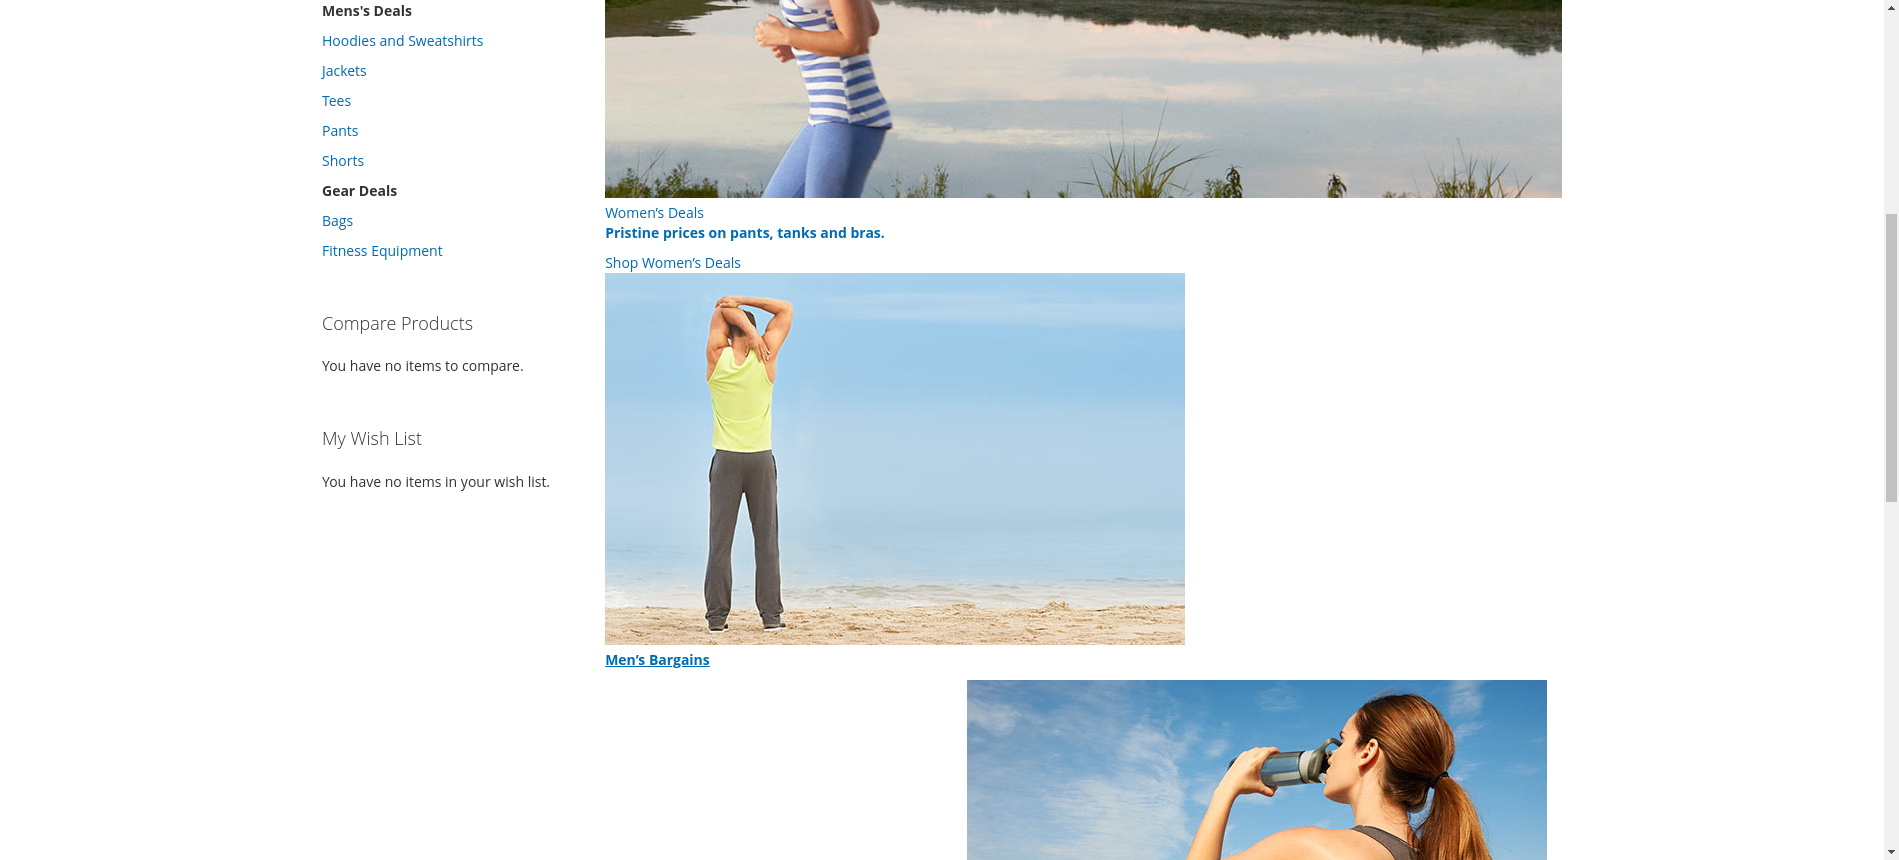 Mens's Deals
Hoodies and Sweatshirts
Jackets
Tees
Pants
Shorts
Gear Deals
Bags
Fitness Equipment
Compare Products
You have no items to compare.
My Wish List
You have no items in your wish list.
Women’s Deals
Pristine prices on pants, tanks and bras.
Shop Women’s Deals
Men’s Bargains